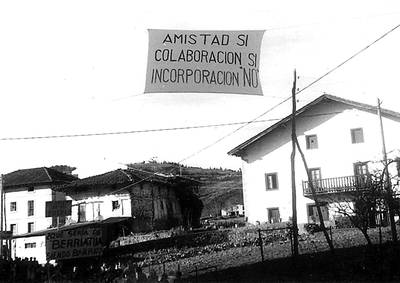 AMISTAD SI
COLABORACION SI
INCORPORACION "NO"
BERRIATUA